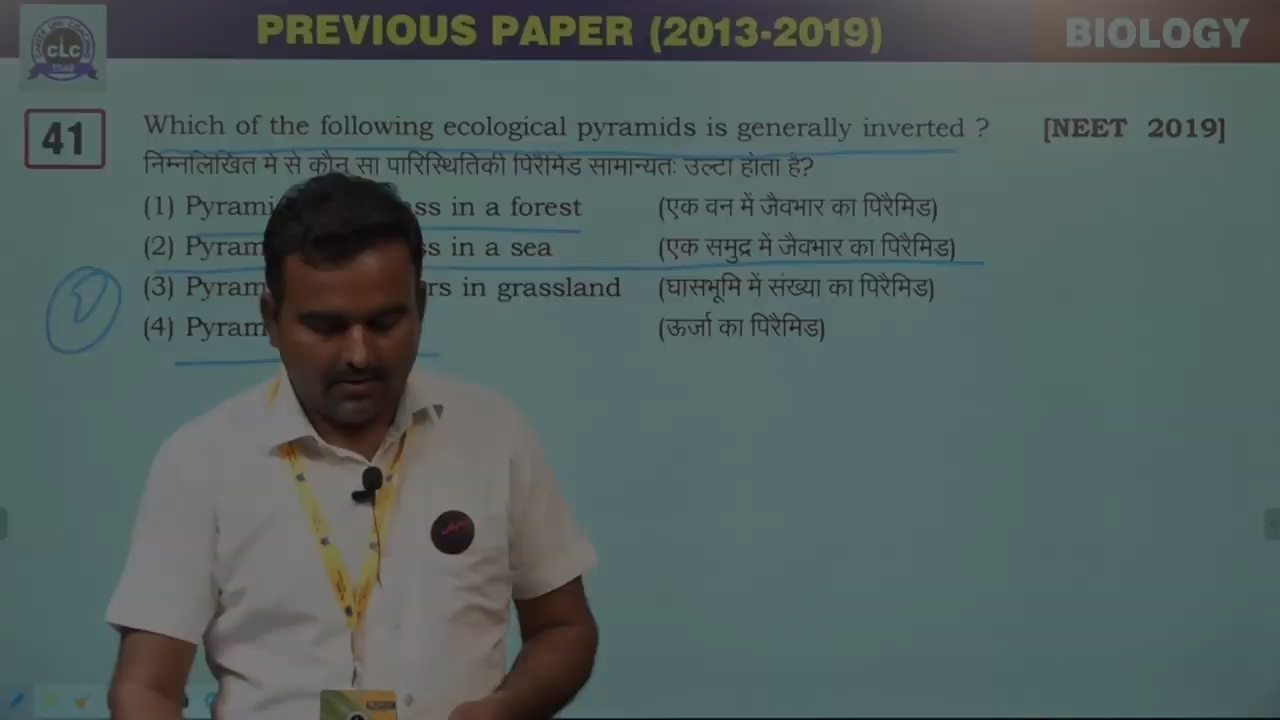 PREVIOUS PAPER (2013-2019)
BIOLOGY
CLC
41
Which of the following ecological pyramids is generally inverted ?
[NEET 2019]
निम्नलिखित में से कौन सा पारिस्थितिकी पिरैमिड सामान्यतः उल्टा होता है?
(1) Pyrami ass in a forest (एक वन में जैवभार का पिरैमिड)
(2) Pyram ss in a sea (एक समुद्र में जैवभार का पिरैमिड)
(3) Pyram rs in grassland (घासभूमि में संख्या का पिरैमिड)
(4) Pyram (ऊर्जा का पिरैमिड)